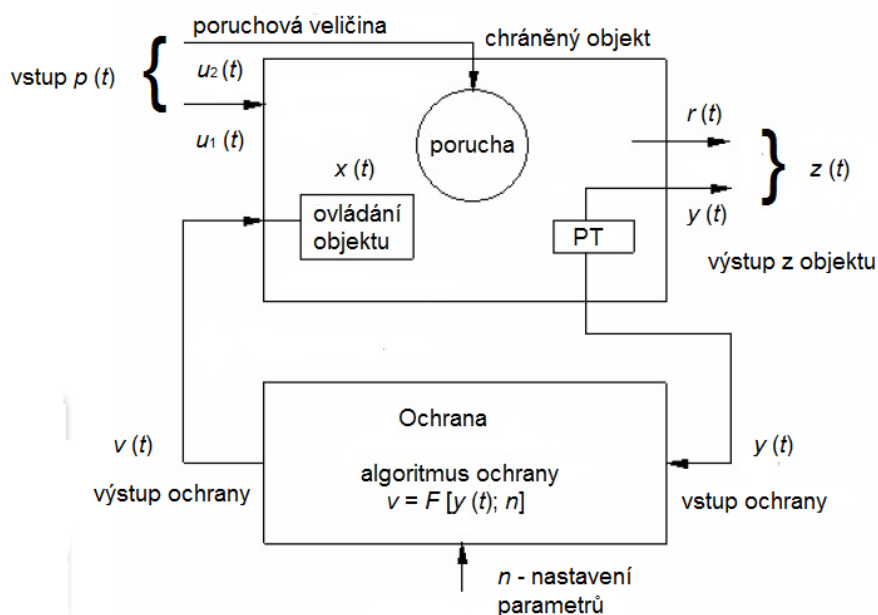 poruchová veličina
chráněný objekt
vstup p (t)
u₂ (t)
u₁ (t)
porucha
r (t)
z (t)
x (t)
ovládání
objektu
PT
y (t)
výstup z objektu
Ochrana
v (t)
y (t)
algoritmus ochrany
výstup ochrany
v = F [y (t); n]
vstup ochrany
n - nastavení
parametrů